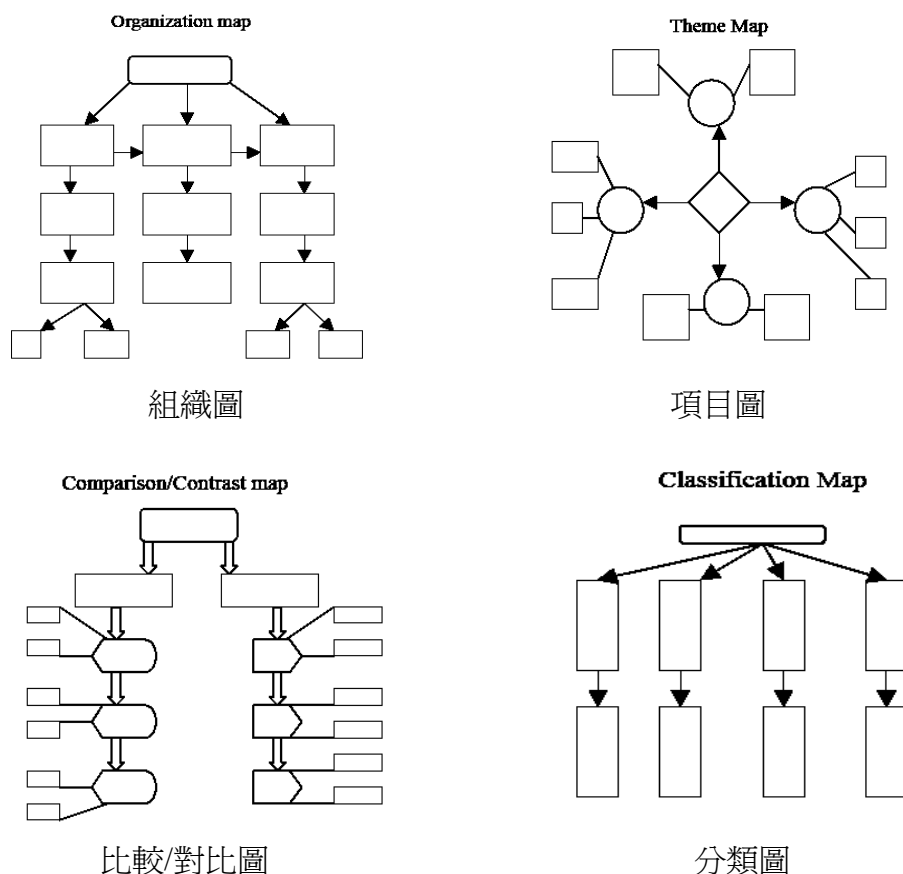 Organization map
Theme Map
組織圖
項目圖
Comparison/Contrast map
Classification Map
比較/對比圖
分類圖